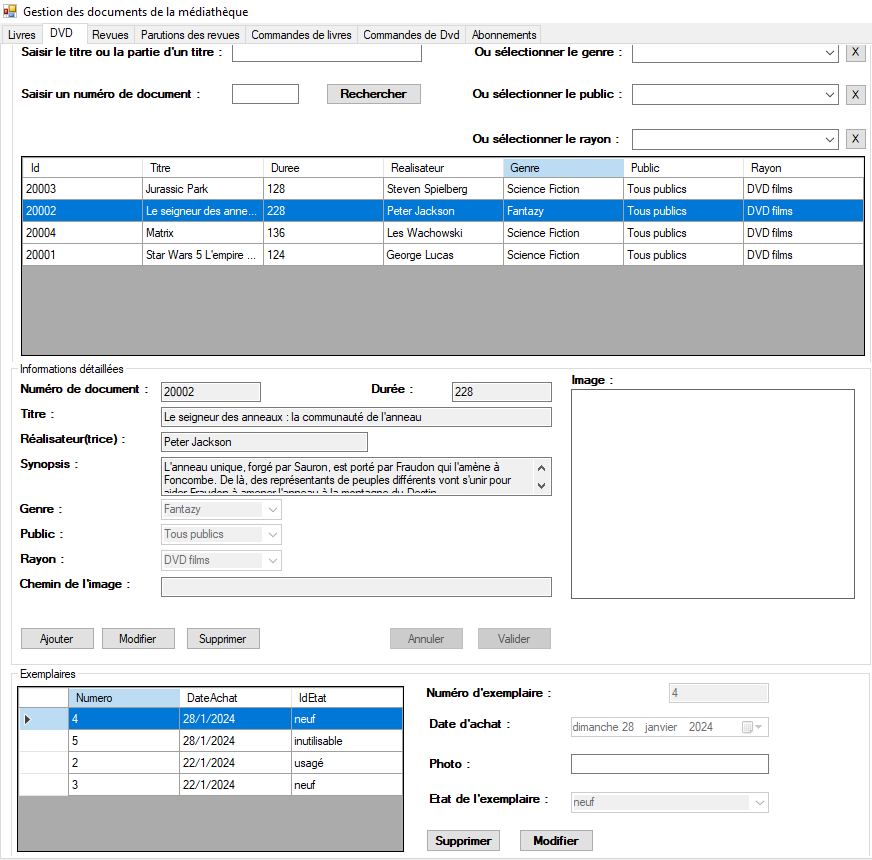 Gestion des documents de la médiathèque
Livres DVD Revues Parutions des revues Commandes de livres Commandes de Dvd Abonnements
Saisir le titre ou la partie d'un titre : Ou sélectionner le genre : X
Saisir un numéro de document : Rechercher Ou sélectionner le public : X
Ou sélectionner le rayon : X
Id Titre Duree Realisateur Genre Public Rayon
20003 Jurassic Park 128 Steven Spielberg Science Fiction Tous publics DVD films
20002 Le seigneur des anne... 228 Peter Jackson Fantazy Tous publics DVD films
20004 Matrix 136 Les Wachowski Science Fiction Tous publics DVD films
20001 Star Wars 5 L'empire ... 124 George Lucas Science Fiction Tous publics DVD films
Informations détaillées
Numéro de document : 20002 Durée : 228 Image :
Titre : Le seigneur des anneaux : la communauté de l'anneau
Réalisateur(trice) : Peter Jackson
Synopsis : L'anneau unique, forgé par Sauron, est porté par Fraudon qui l'amène à
Foncombe. De là, des représentants de peuples différents vont s'unir pour
aider Fraudon à amener l'anneau à la montagne du Destin.
Genre : Fantazy
Public : Tous publics
Rayon : DVD films
Chemin de l'image :
Ajouter Modifier Supprimer Annuler Valider
Exemplaires
Numero DateAchat IdEtat
4 28/1/2024 neuf
5 28/1/2024 inutilisable
2 22/1/2024 usagé
3 22/1/2024 neuf
Numéro d'exemplaire : 4
Date d'achat : dimanche 28 janvier 2024
Photo :
Etat de l'exemplaire : neuf
Supprimer Modifier